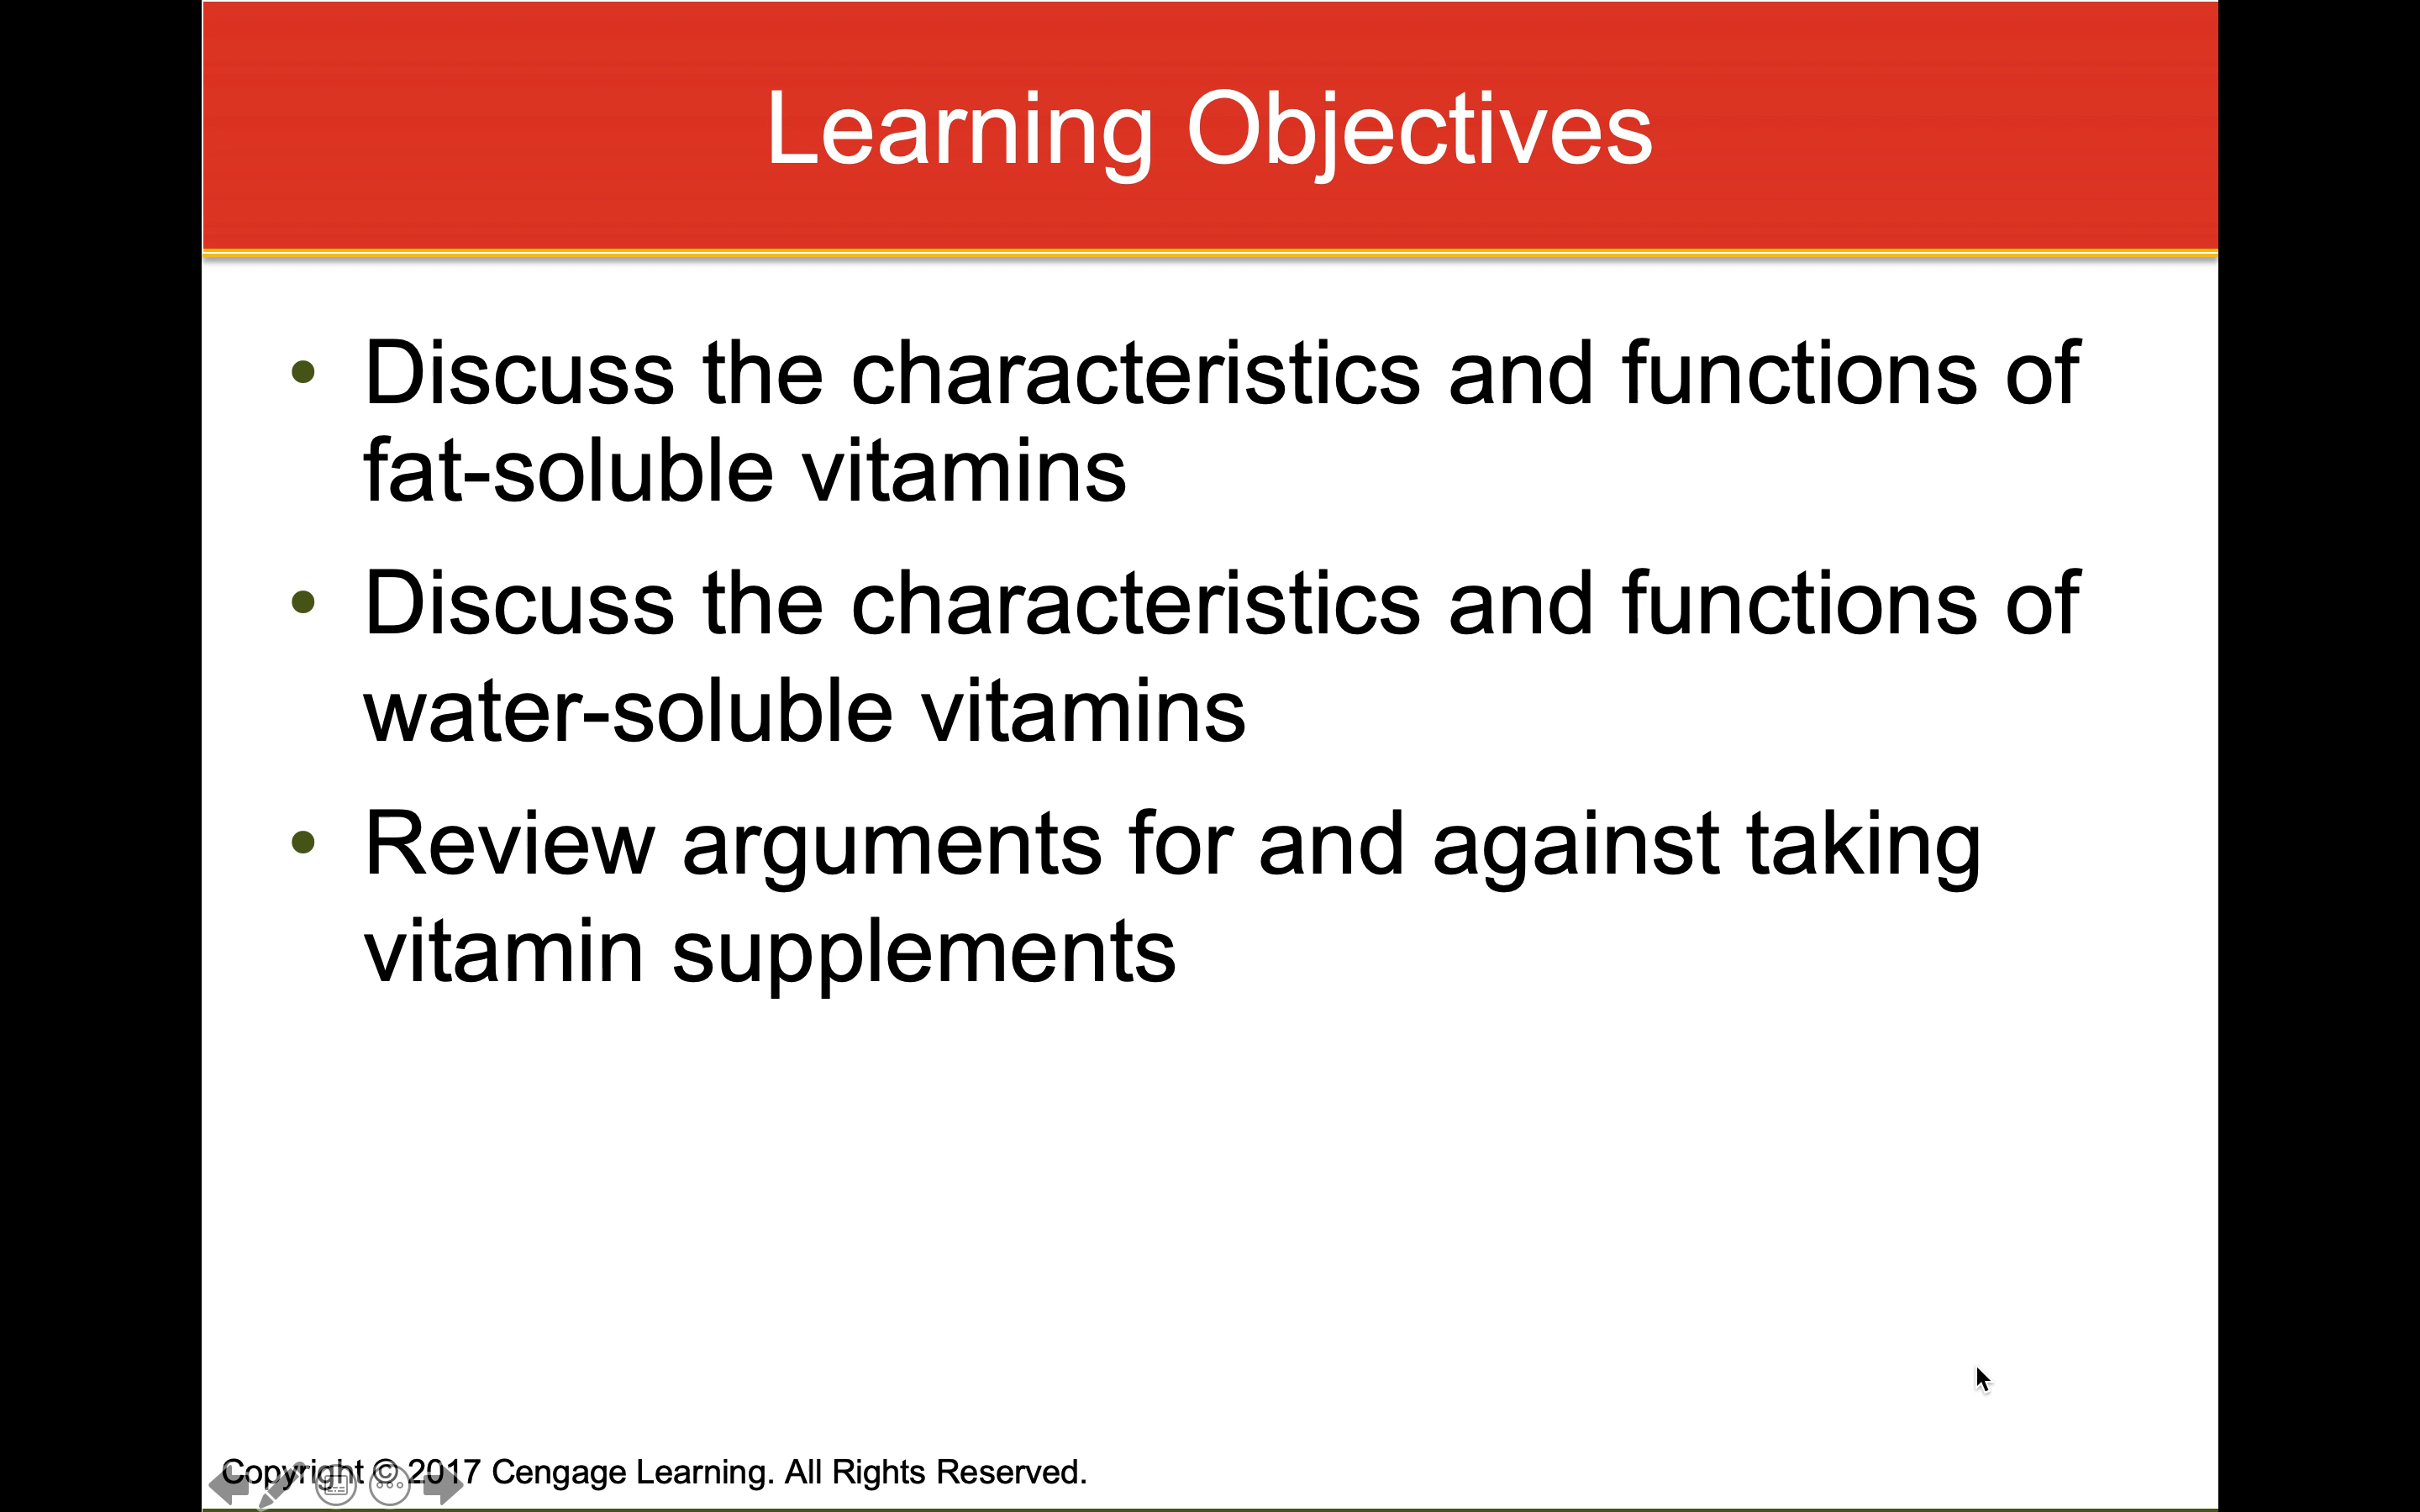 Learning Objectives
• Discuss the characteristics and functions of
fat-soluble vitamins
• Discuss the characteristics and functions of
water-soluble vitamins
• Review arguments for and against taking
vitamin supplements
Copyright © 2017 Cengage Learning. All Rights Reserved.